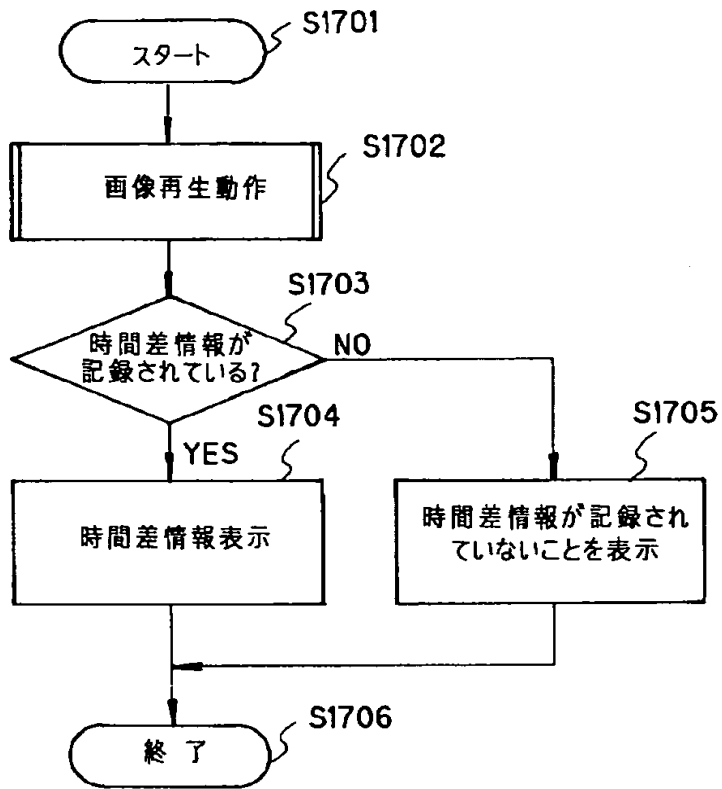 S1701
スタート
S1702
画像再生動作
S1703
時間差情報が
記録されている?
NO
S1704
YES
時間差情報表示
S1705
時間差情報が記録され
ていないことを表示
S1706
終了